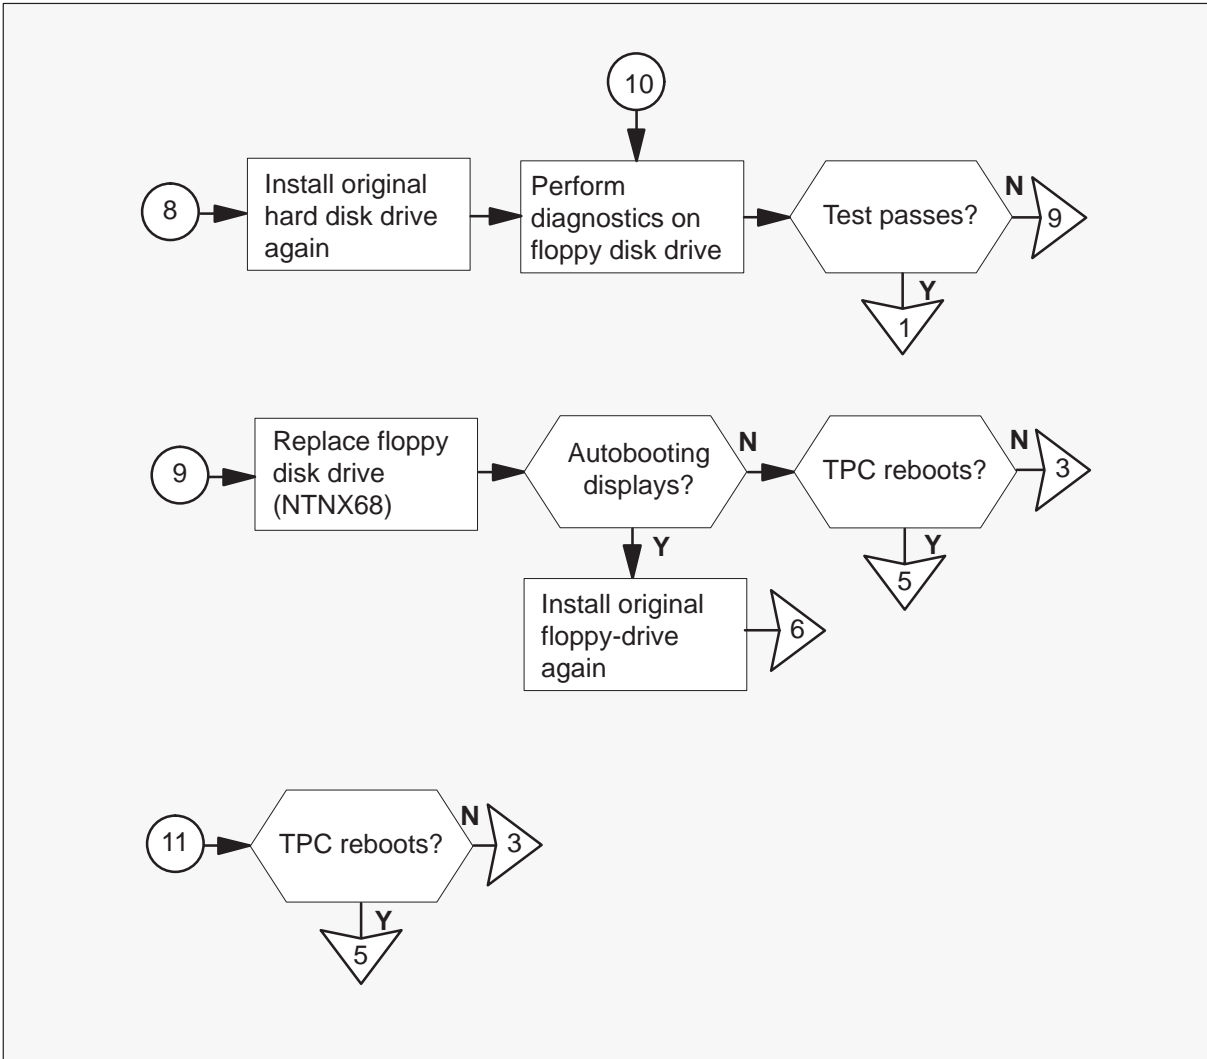 10
8
Install original
hard disk drive
again
Perform
diagnostics on
floppy disk drive
Test passes?
N
9
Y
1
9
Replace floppy
disk drive
(NTNX68)
Autobooting
displays?
N
TPC reboots?
N
3
Y
Y
5
Install original
floppy-drive
again
6
11
TPC reboots?
N
3
Y
5